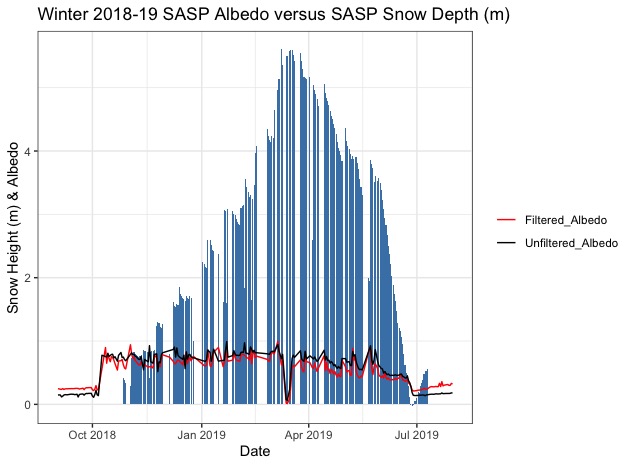 Winter 2018-19 SASP Albedo versus SASP Snow Depth (m)
Snow Height (m) & Albedo
4
2
0
Oct 2018
Jan 2019
Apr 2019
Jul 2019
Date
Filtered_Albedo
Unfiltered_Albedo